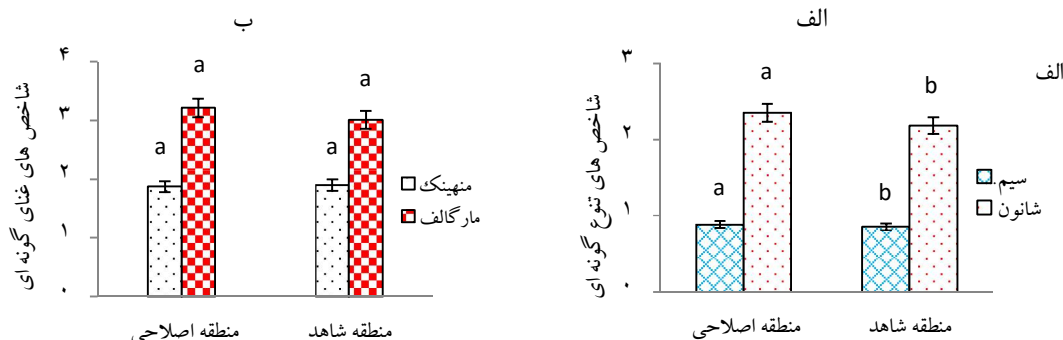 الف
الف
شاخص های تنوع گونه ای
۳
۲
۱
۰
a
a
b
b
منطقه اصلاحی
منطقه شاهد
سیم
شانون
ب
شاخص های غنای گونه ای
۴
۳
۲
۱
۰
a
a
a
a
منطقه اصلاحی
منطقه شاهد
منهینک
مارگالف